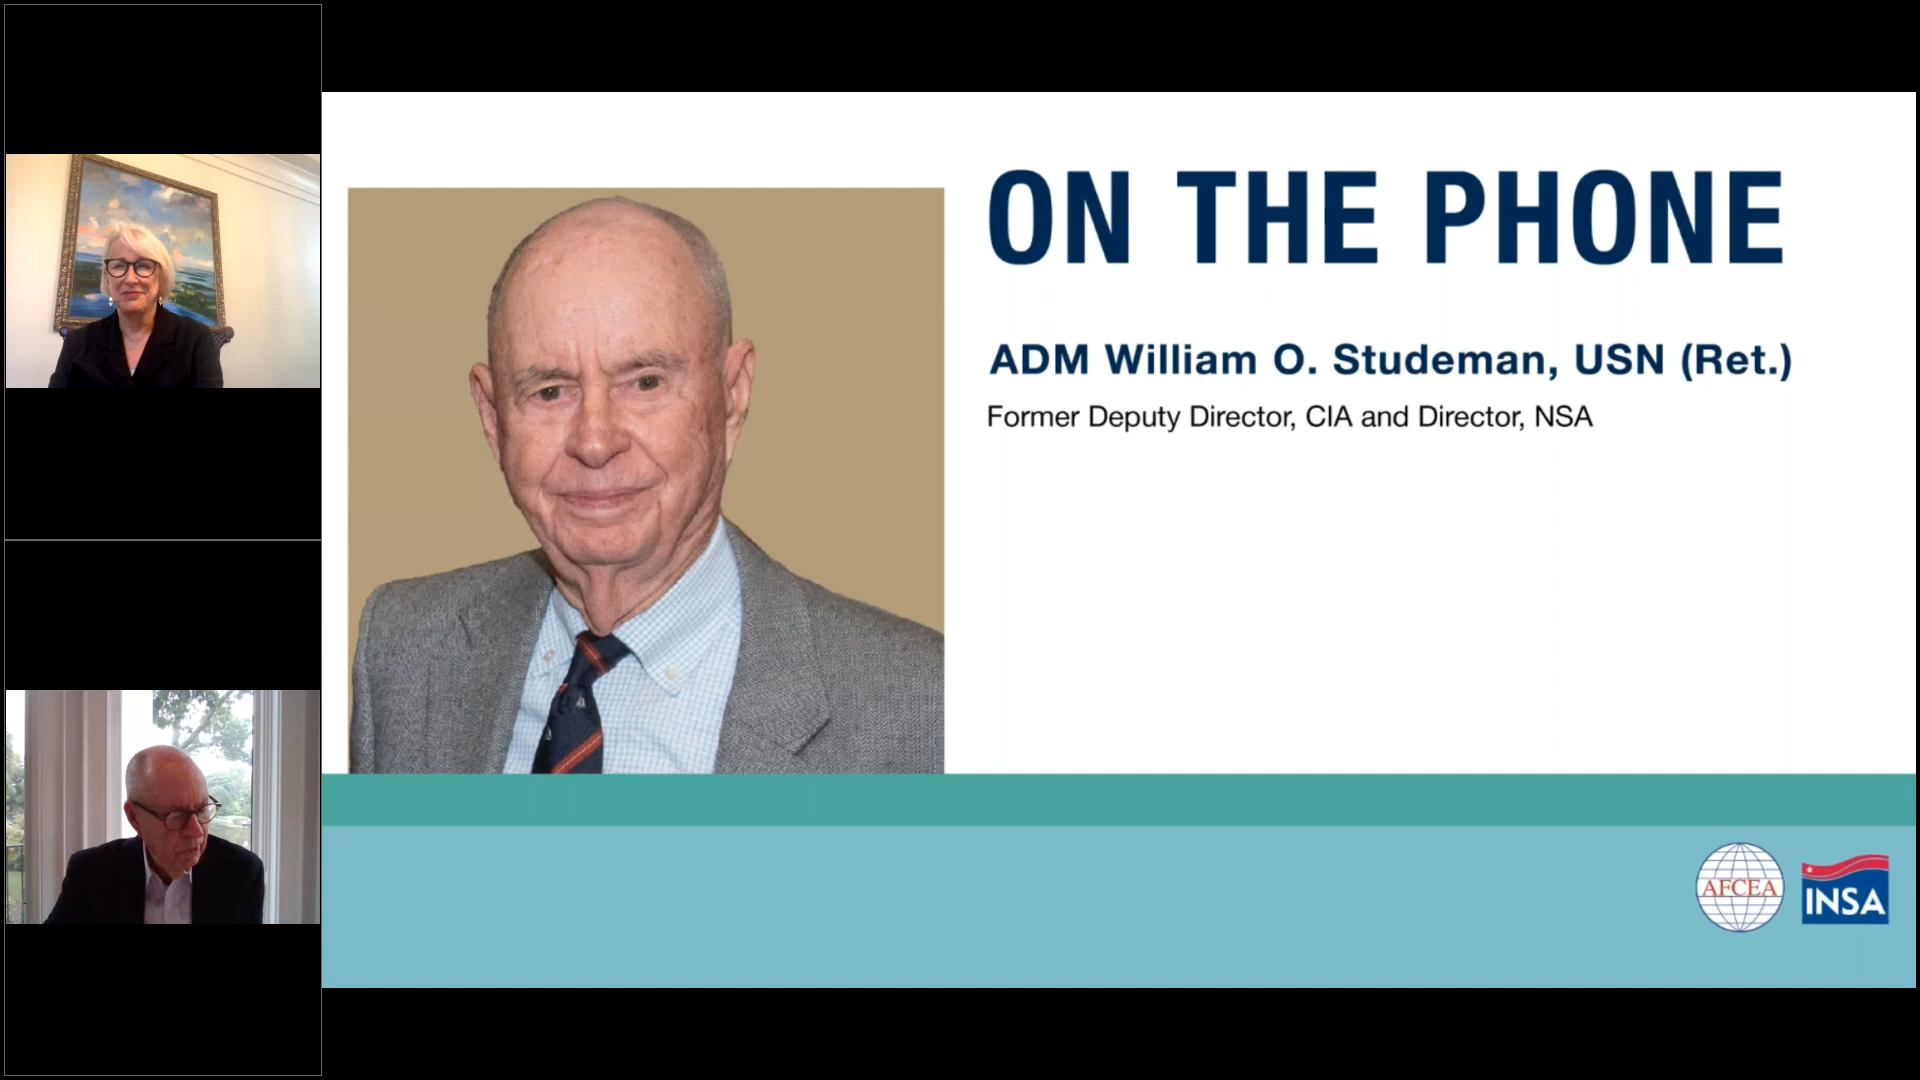 ON THE PHONE
ADM William O. Studeman, USN (Ret.)
Former Deputy Director, CIA and Director, NSA
AFCEA
INSA